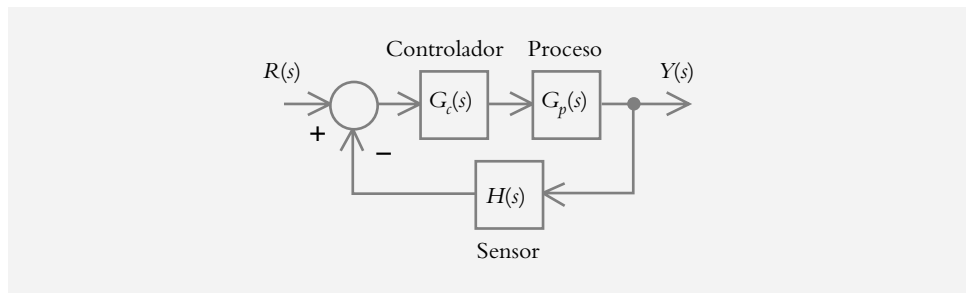 Controlador Proceso
R(s) Y(s)
G_c(s) G_p(s)
+
−
H(s)
Sensor